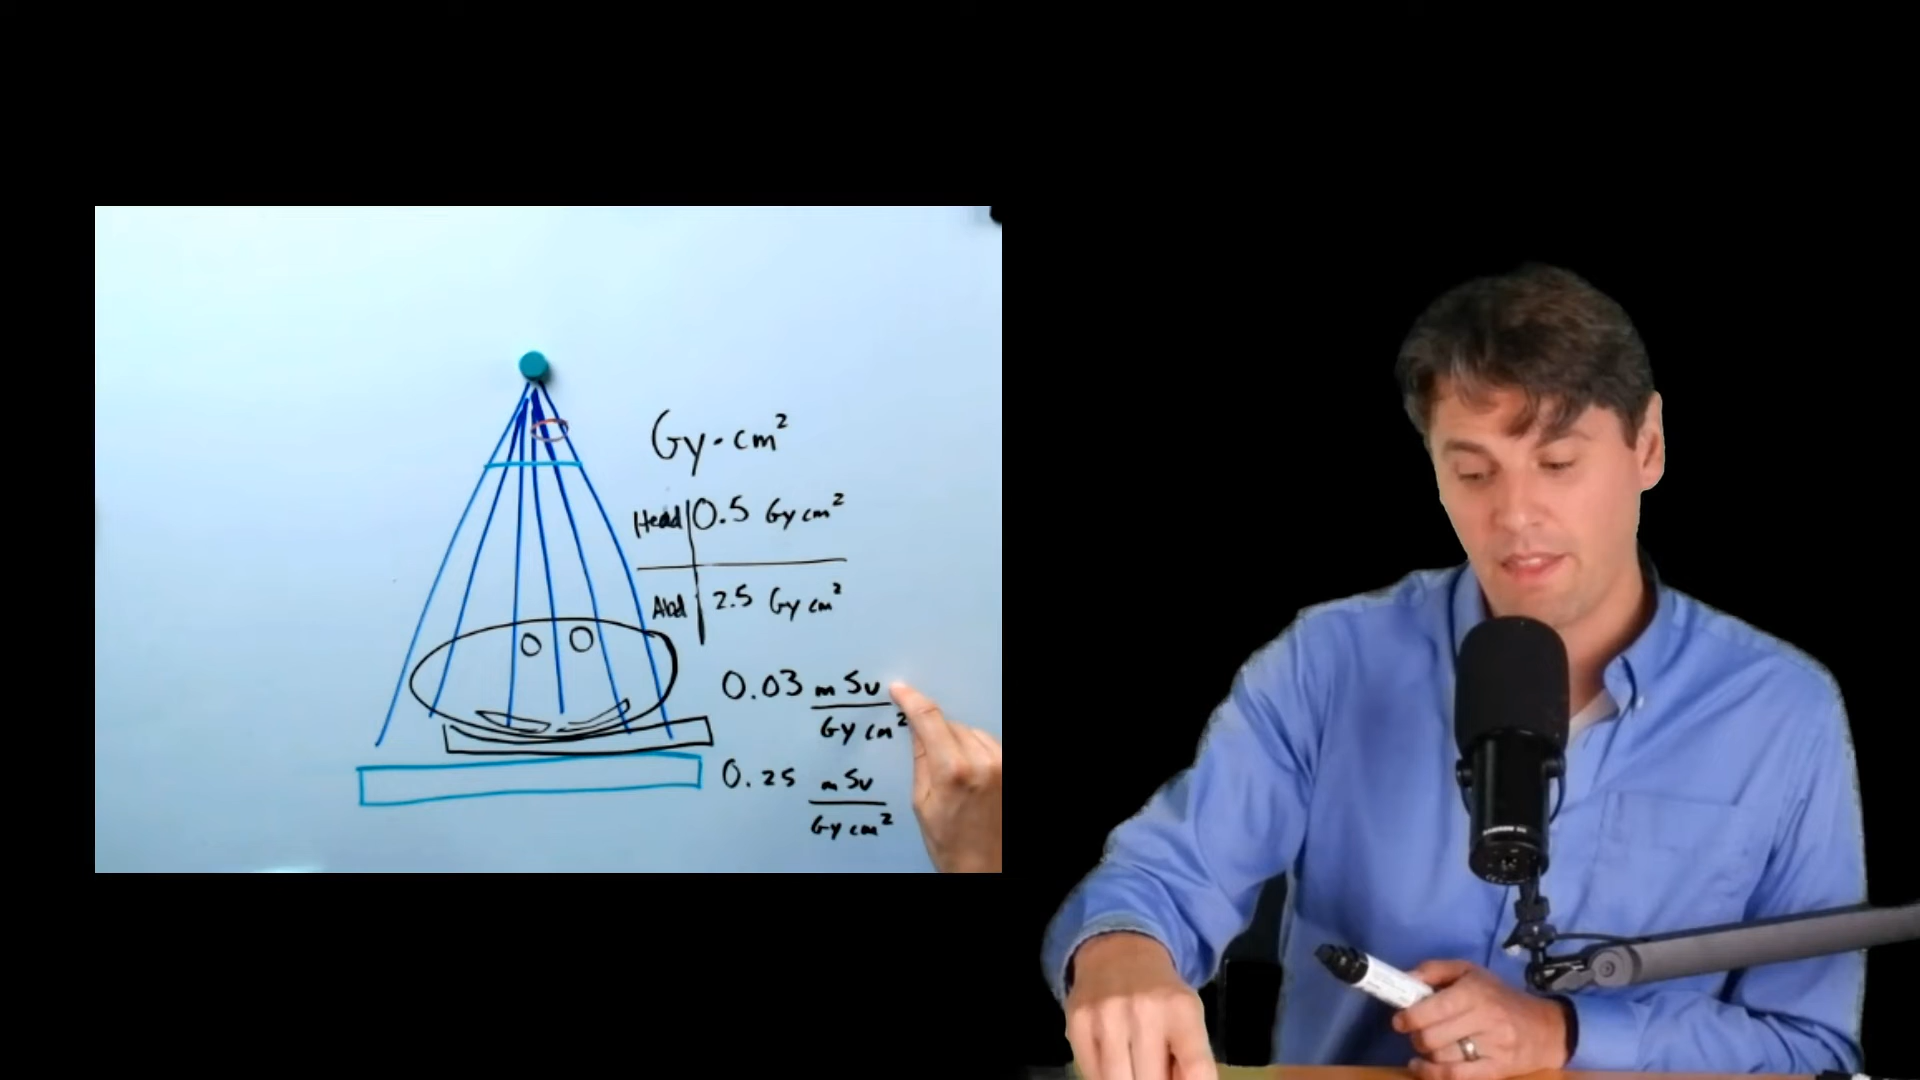 Gy·cm²
Head 0.5 Gy cm²
Abd 2.5 Gy cm²
0.03 mSv
Gy cm²
0.25 mSv
Gy cm²